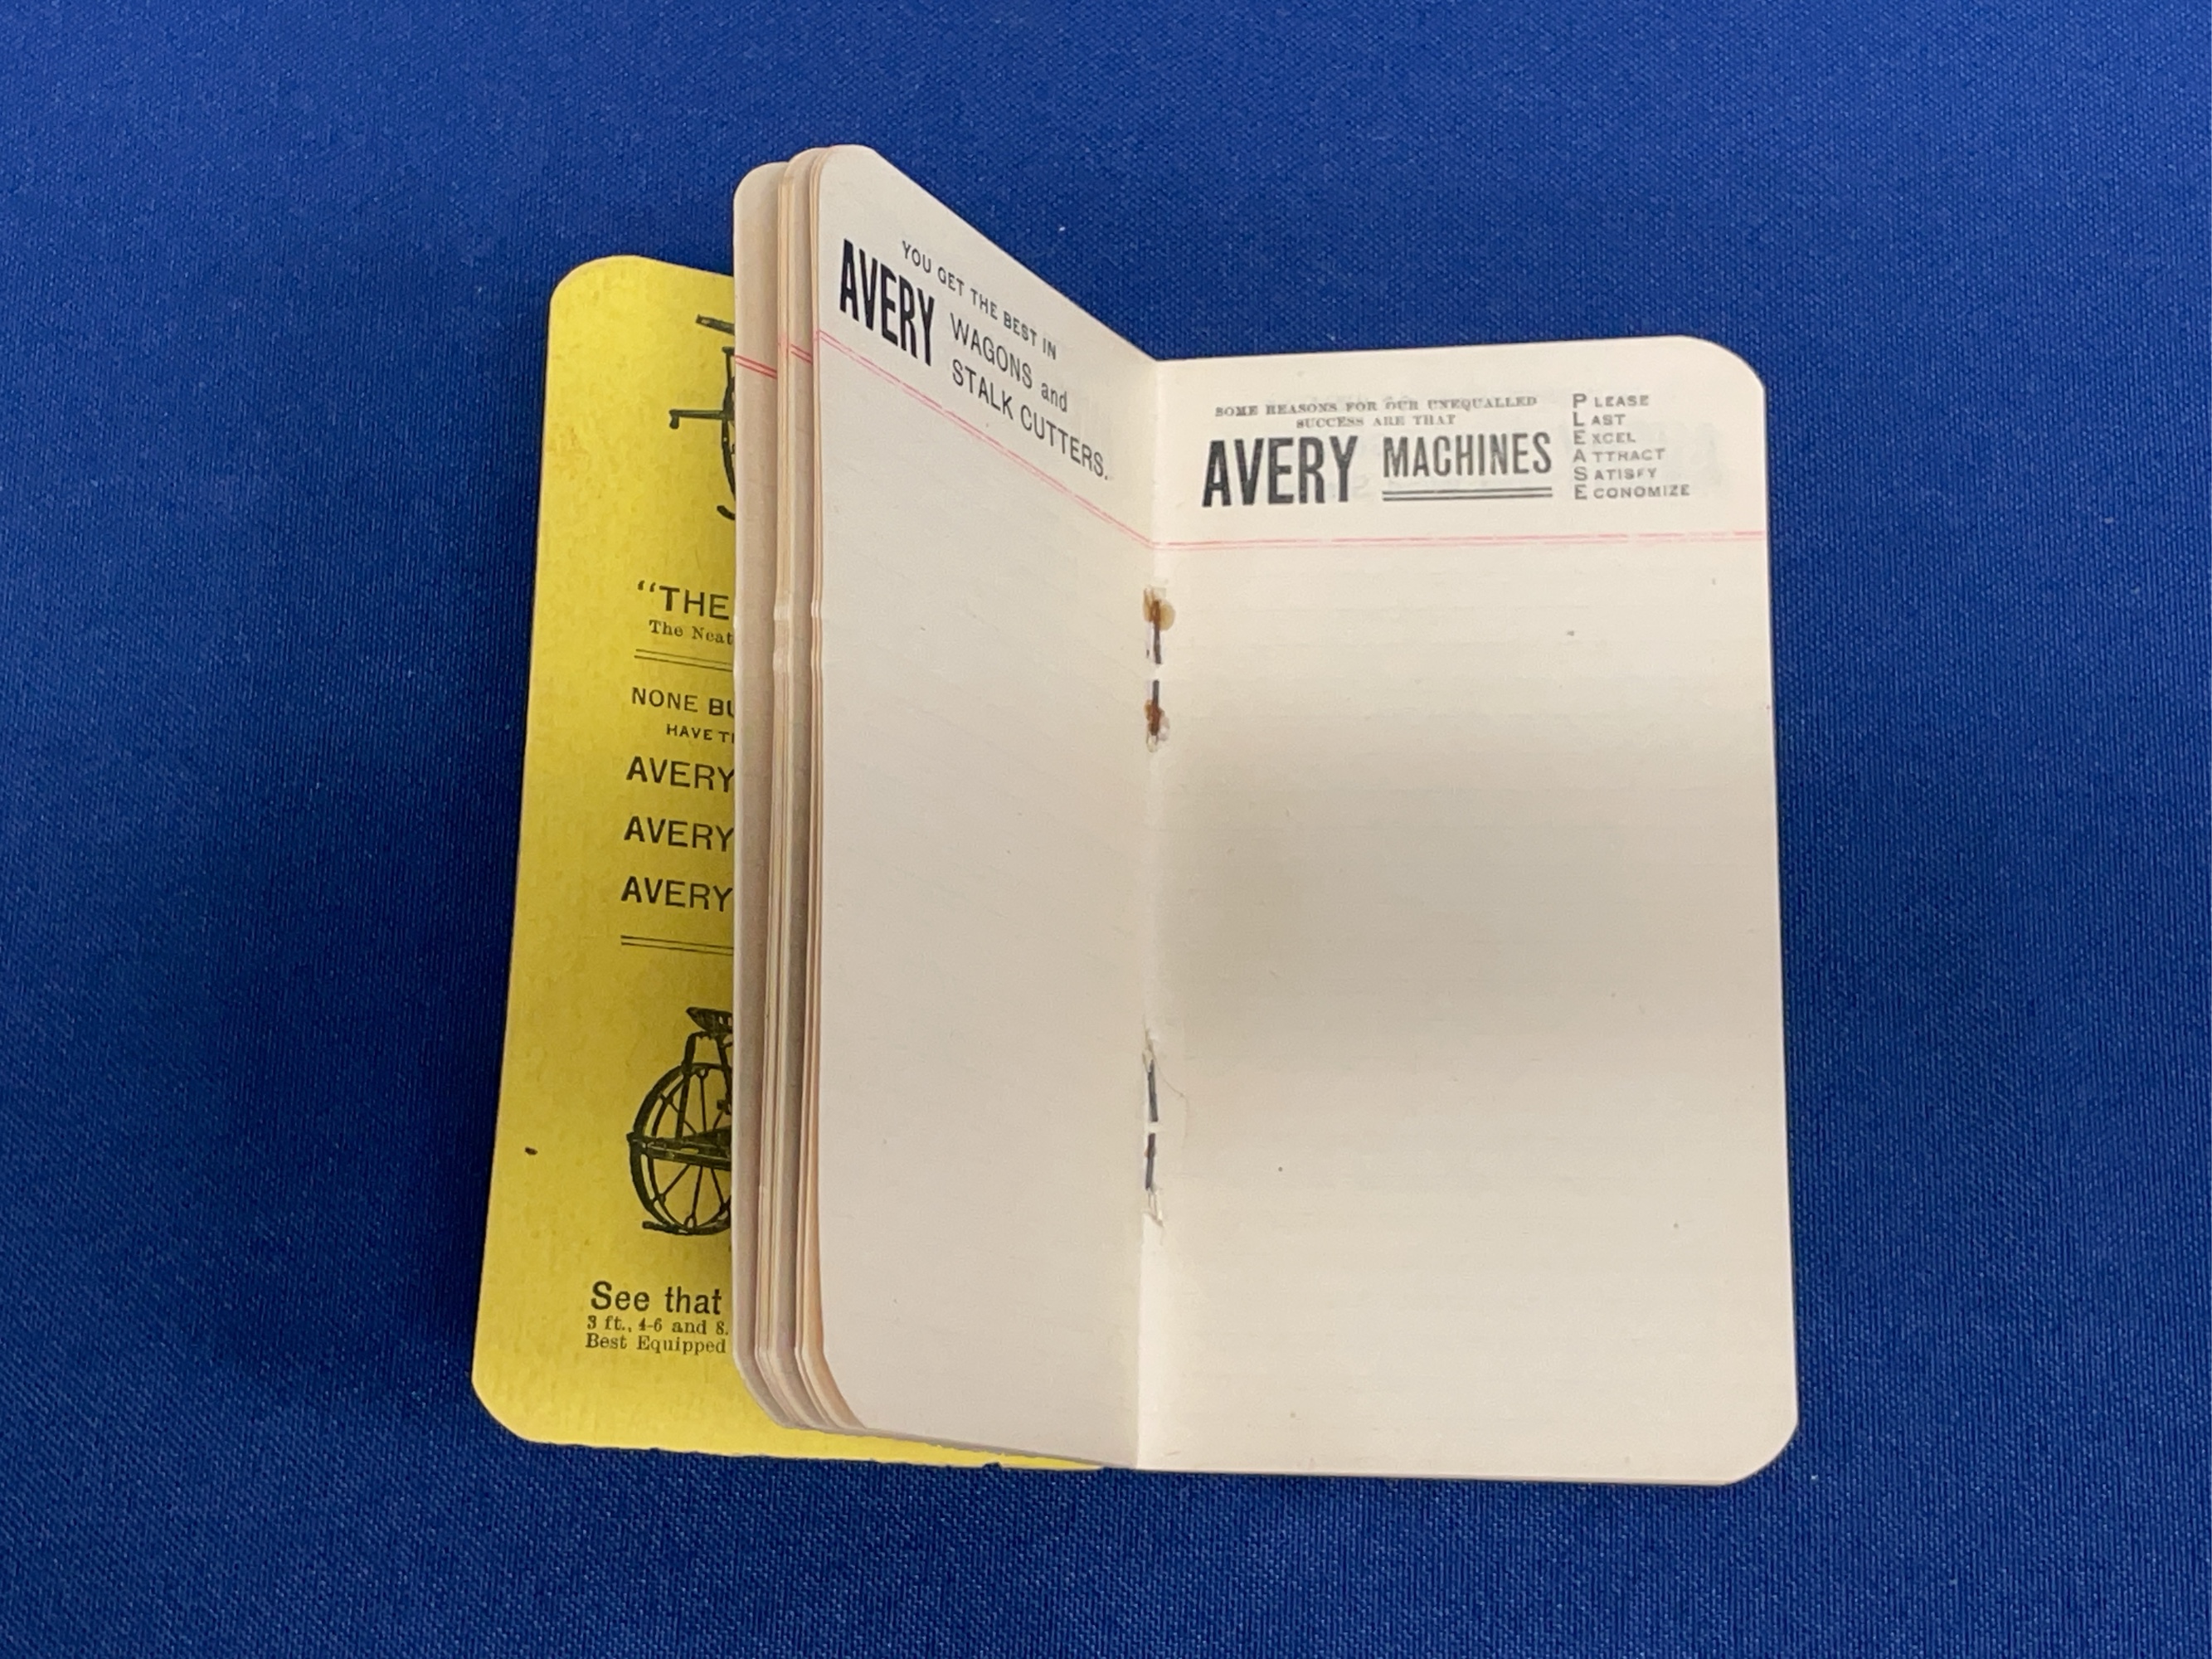 "THE
The Neat
NONE BU
HAVE T
AVERY
AVERY
AVERY
See that
3 ft., 4-6 and 8.
Best Equipped
YOU GET THE BEST IN
AVERY WAGONS and
STALK CUTTERS.
SOME REASONS FOR OUR UNEQUALLED
SUCCESS ARE THAT
AVERY MACHINES
PLEASE
LAST
EXCEL
ATTRACT
SATISFY
ECONOMIZE